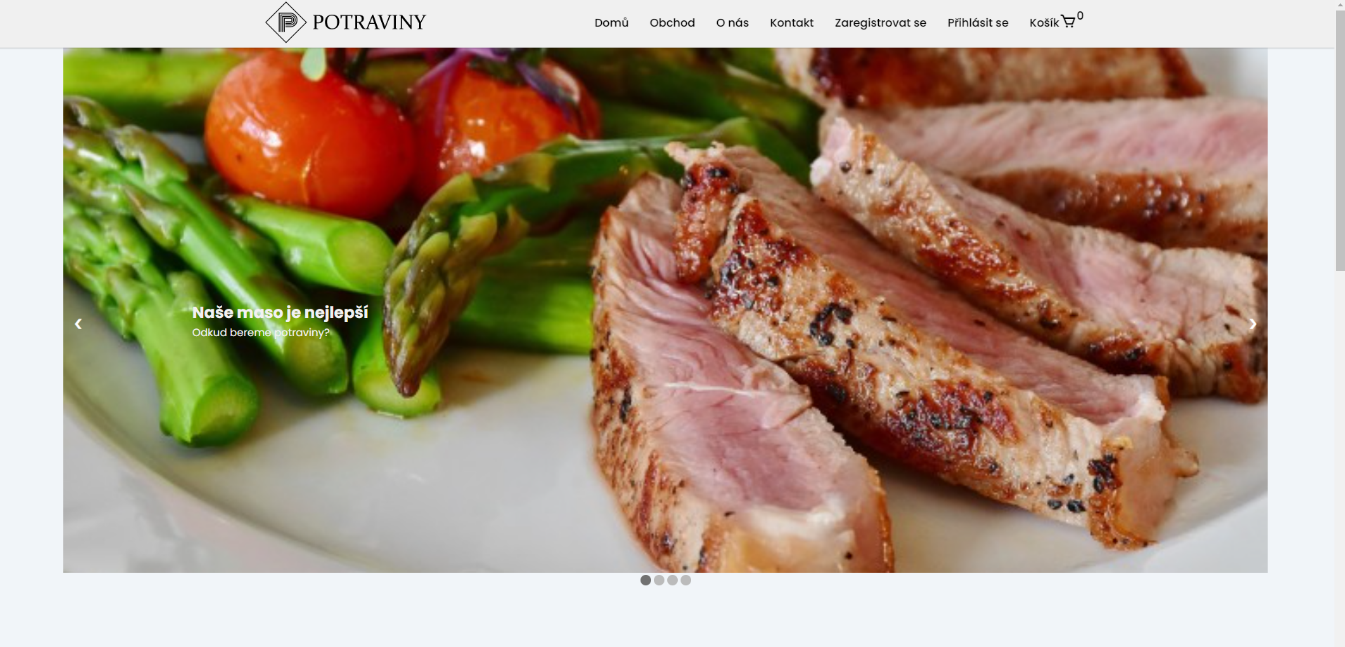 POTRAVINY
Domů Obchod O nás Kontakt Zaregistrovat se Přihlásit se Košík 0
Naše maso je nejlepší
Odkud bereme potraviny?